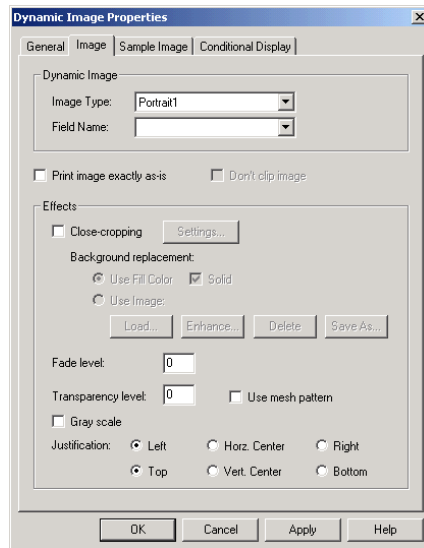 Dynamic Image Properties
General Image Sample Image Conditional Display
Dynamic Image
Image Type: Portrait1
Field Name:
Print image exactly as-is Don't clip image
Effects
Close-cropping Settings...
Background replacement:
Use Fill Color Solid
Use Image:
Load... Enhance... Delete Save As...
Fade level: 0
Transparency level: 0 Use mesh pattern
Gray scale
Justification: Left Horz. Center Right
Top Vert. Center Bottom
OK Cancel Apply Help